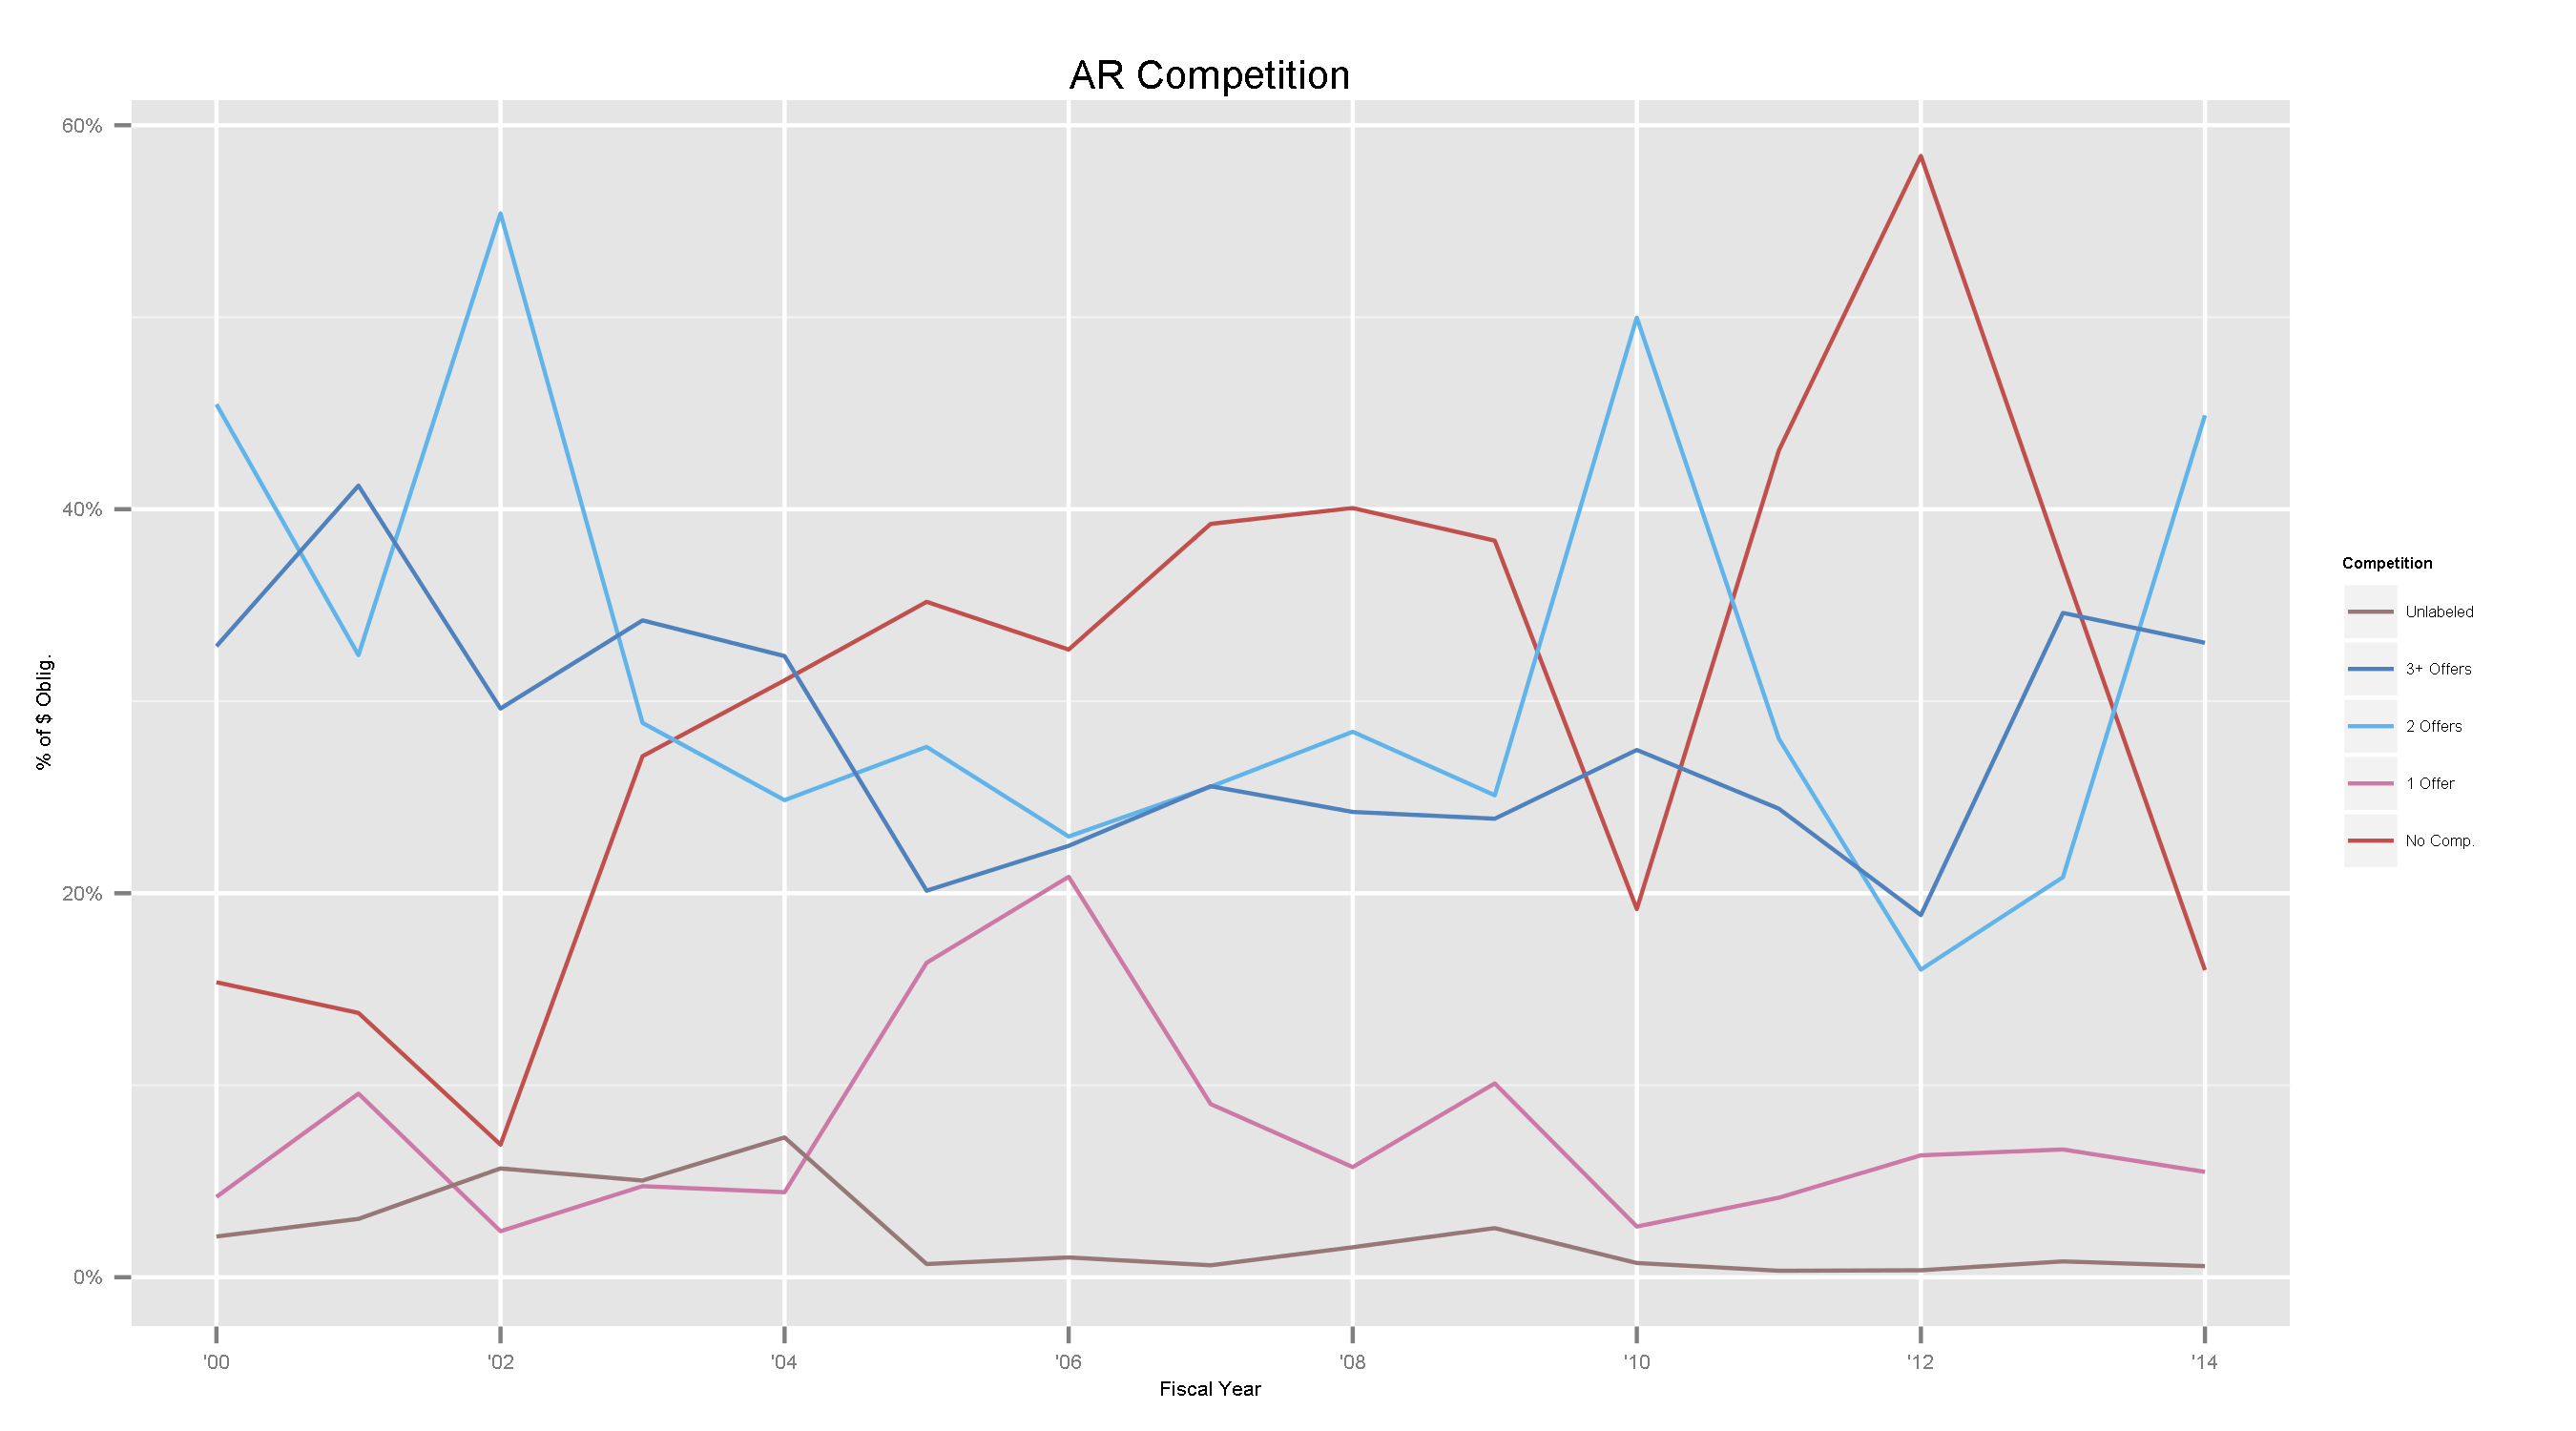 AR Competition
60%
40%
20%
0%
% of $ Oblig.
'00
'02
'04
'06
'08
'10
'12
'14
Fiscal Year
Competition
Unlabeled
3+ Offers
2 Offers
1 Offer
No Comp.